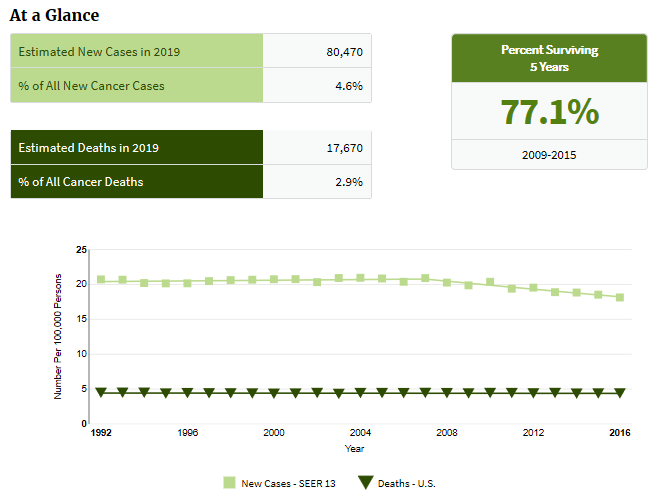 At a Glance
Estimated New Cases in 2019 80,470
% of All New Cancer Cases 4.6%
Estimated Deaths in 2019 17,670
% of All Cancer Deaths 2.9%
Percent Surviving
5 Years
77.1%
2009-2015
Number Per 100,000 Persons
25
20
15
10
5
0
1992 1996 2000 2004 2008 2012 2016
Year
New Cases - SEER 13 Deaths - U.S.